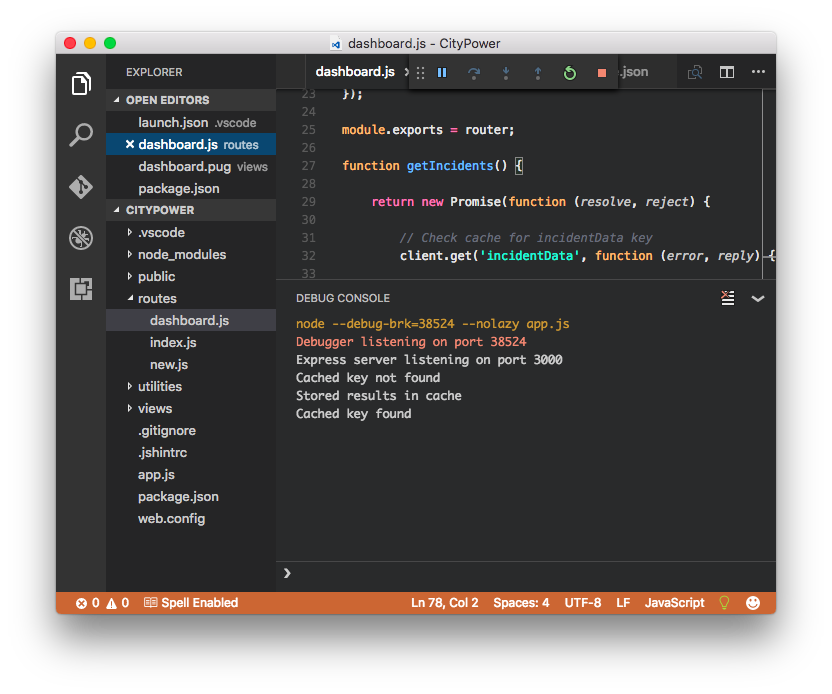 dashboard.js - CityPower
EXPLORER
OPEN EDITORS
launch.json .vscode
dashboard.js routes
dashboard.pug views
package.json
CITYPOWER
.vscode
node_modules
public
routes
dashboard.js
index.js
new.js
utilities
views
.gitignore
.jshintrc
app.js
package.json
web.config
dashboard.js
.json
23 });
24
25 module.exports = router;
26
27 function getIncidents() {
28
29 return new Promise(function (resolve, reject) {
30
31 // Check cache for incidentData key
32 client.get('incidentData', function (error, reply) {
33
DEBUG CONSOLE
node --debug-brk=38524 --nolazy app.js
Debugger listening on port 38524
Express server listening on port 3000
Cached key not found
Stored results in cache
Cached key found
0 0 Spell Enabled Ln 78, Col 2 Spaces: 4 UTF-8 LF JavaScript